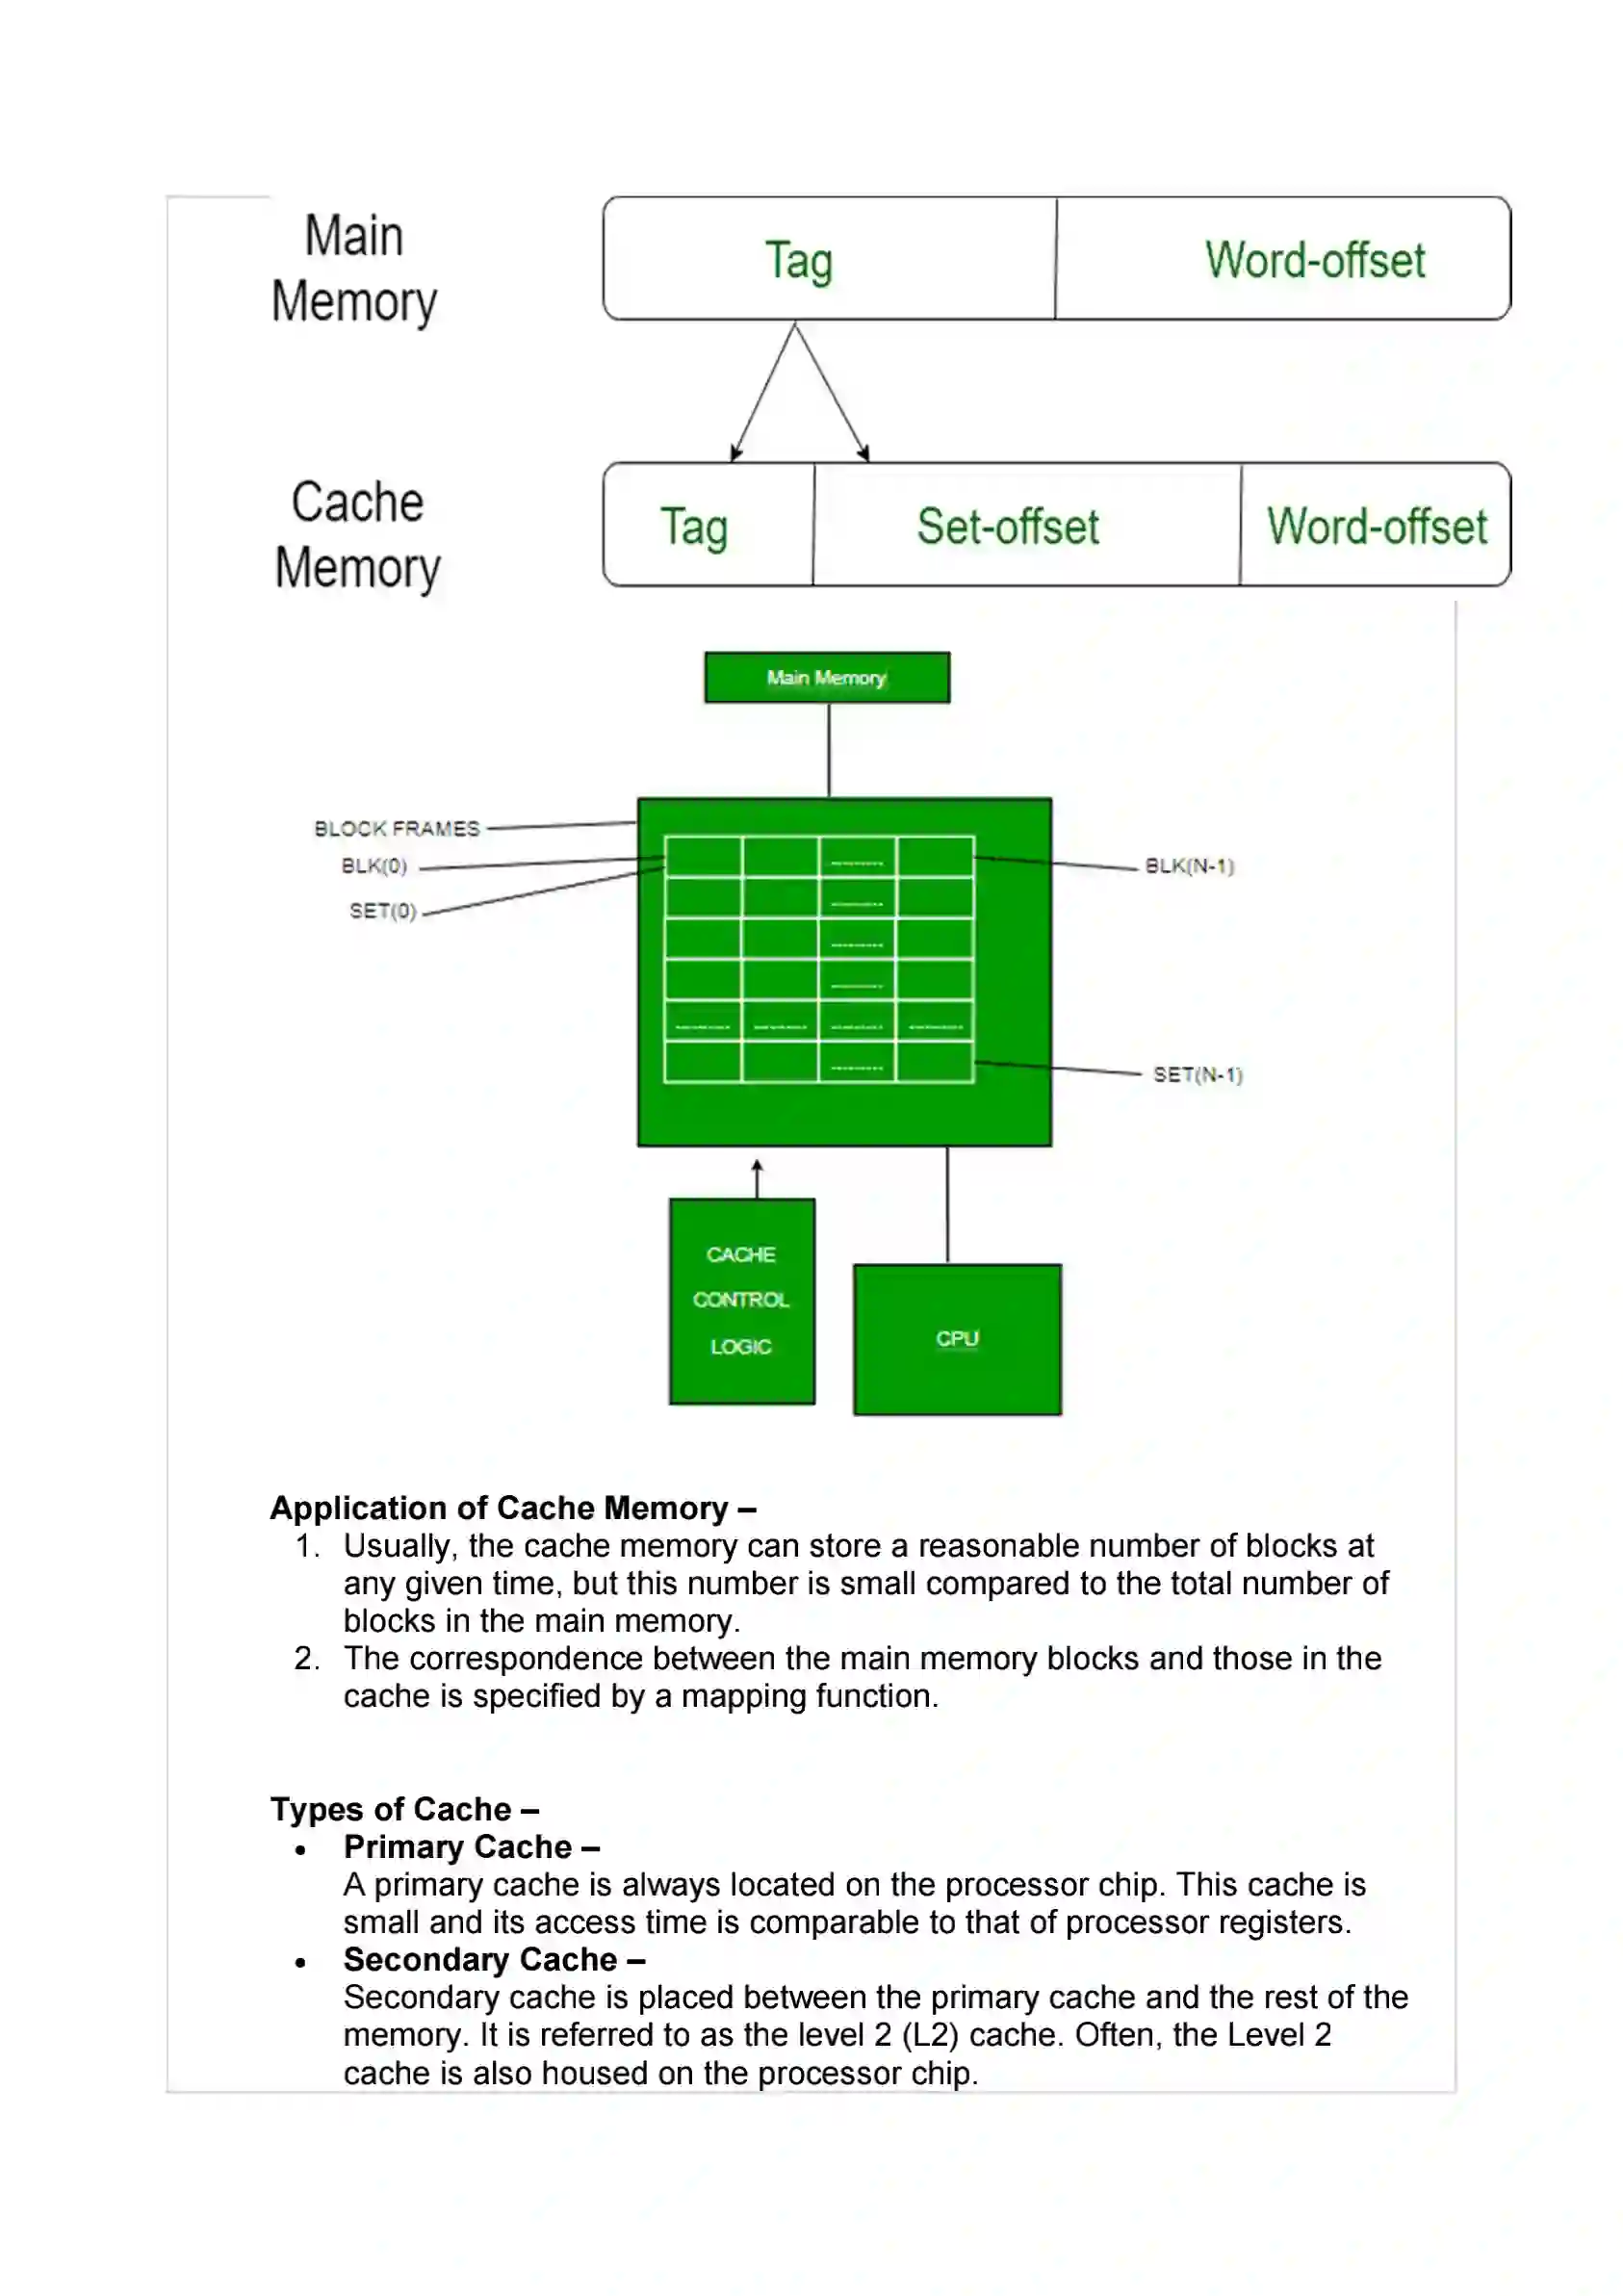 Main
Memory
Tag
Word-offset
Cache
Memory
Tag
Set-offset
Word-offset
Main Memory
BLOCK FRAMES
BLK(0)
BLK(N-1)
SET(0)
SET(N-1)
CACHE
CONTROL
LOGIC
CPU
Application of Cache Memory –
1. Usually, the cache memory can store a reasonable number of blocks at
any given time, but this number is small compared to the total number of
blocks in the main memory.
2. The correspondence between the main memory blocks and those in the
cache is specified by a mapping function.
Types of Cache –
• Primary Cache –
A primary cache is always located on the processor chip. This cache is
small and its access time is comparable to that of processor registers.
• Secondary Cache –
Secondary cache is placed between the primary cache and the rest of the
memory. It is referred to as the level 2 (L2) cache. Often, the Level 2
cache is also housed on the processor chip.